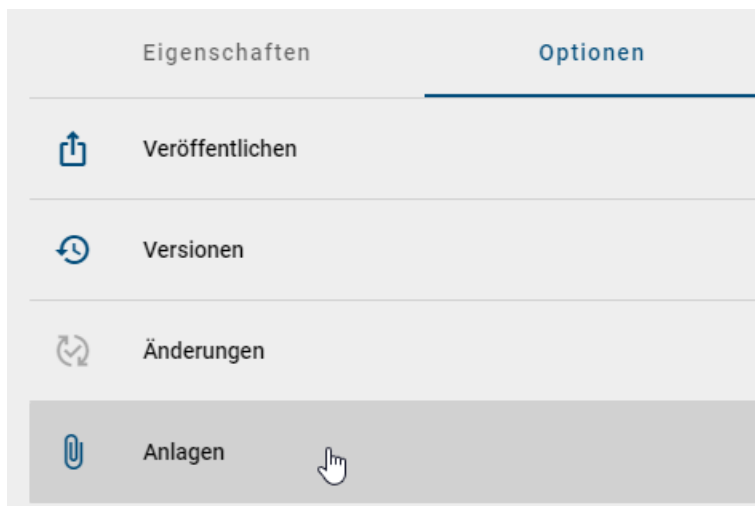 Eigenschaften Optionen
Veröffentlichen
Versionen
Änderungen
Anlagen